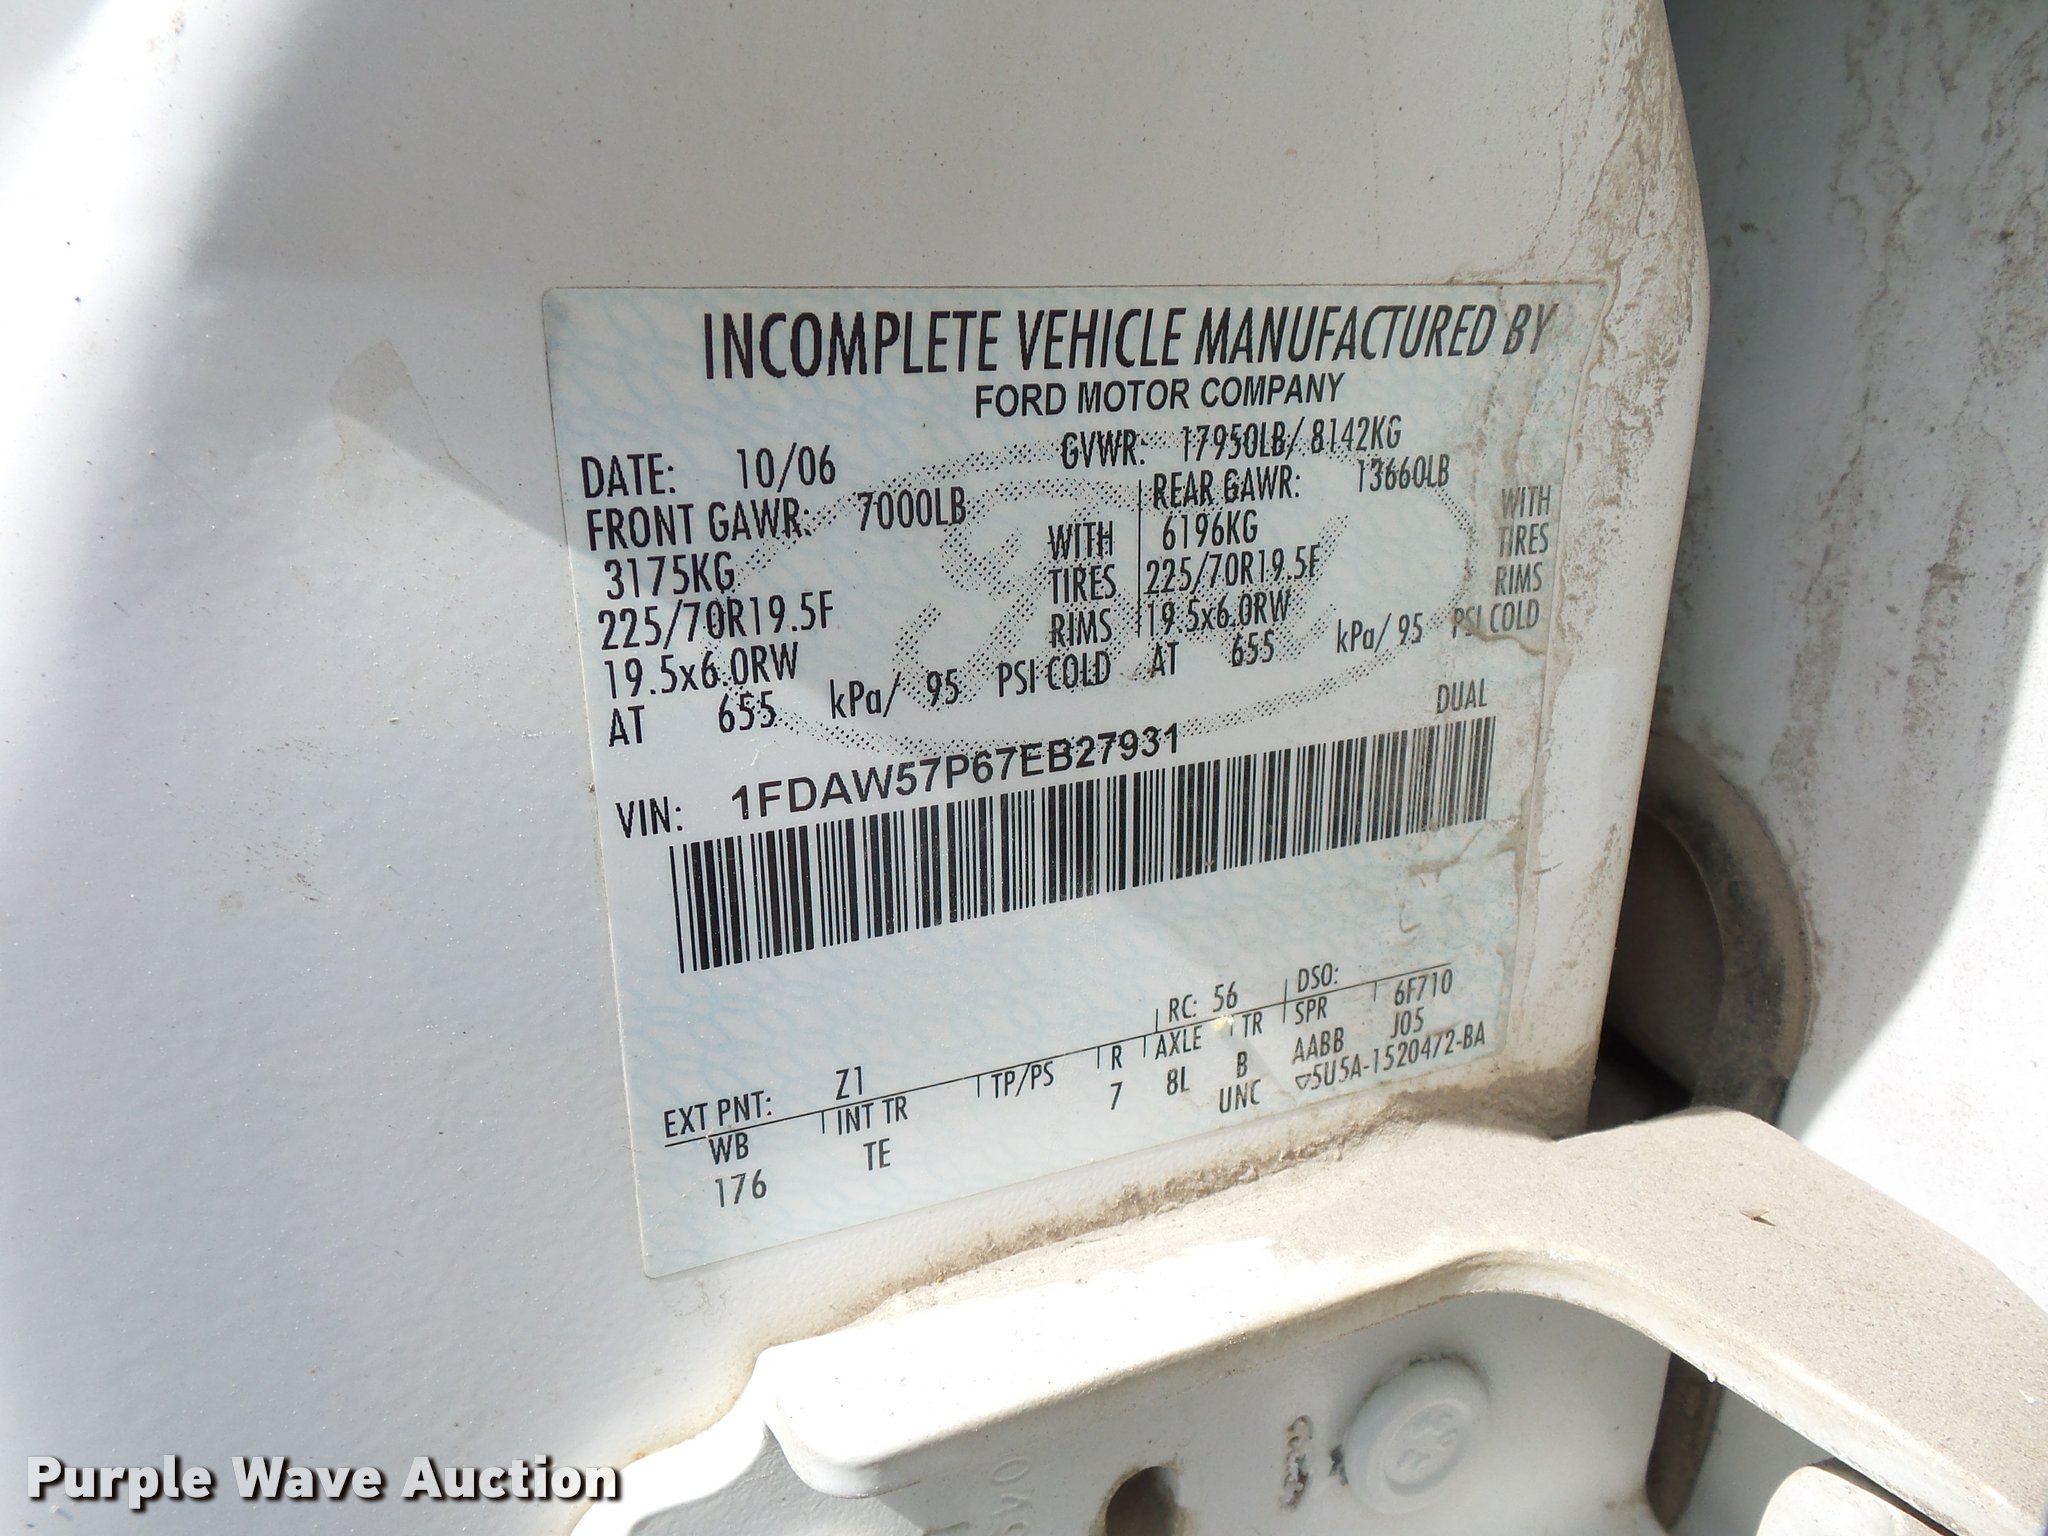 INCOMPLETE VEHICLE MANUFACTURED BY
FORD MOTOR COMPANY
DATE: 10/06 GVWR: 17950LB/ 8142KG
FRONT GAWR: 7000LB REAR GAWR: 13660LB
3175KG WITH 6196KG WITH
225/70R19.5F TIRES 225/70R19.5F TIRES
19.5x6.0RW RIMS 19.5x6.0RW RIMS
AT 655 kPa/ 95 PSI COLD AT 655 kPa/ 95 PSI COLD
DUAL
VIN: 1FDAW57P67EB27931
EXT PNT: Z1 RC: 56 DSO:
WB INT TR TP/PS R AXLE TR SPR 6F710
176 TE 7 8L B AABB J05
UNC 5U5A-1520472-BA
Purple Wave Auction